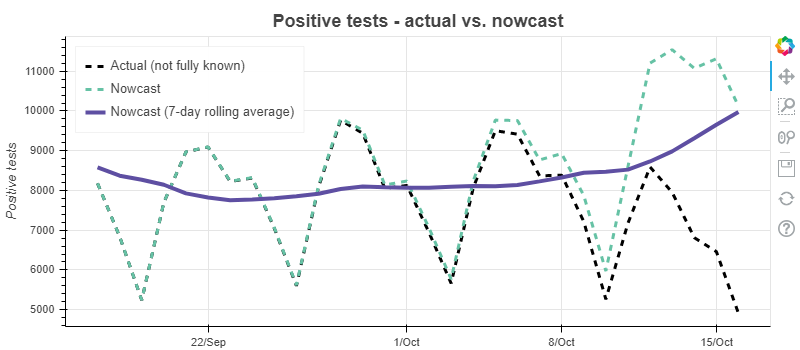 Positive tests - actual vs. nowcast
Actual (not fully known)
Nowcast
Nowcast (7-day rolling average)
Positive tests
11000
10000
9000
8000
7000
6000
5000
22/Sep
1/Oct
8/Oct
15/Oct